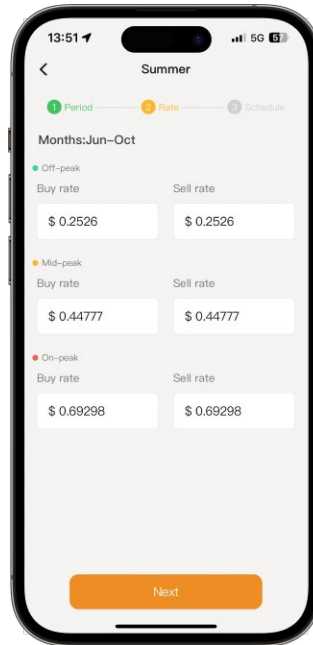 13:51 5G 57
Summer
1 Period 2 Rate 3 Schedule
Months:Jun-Oct
Off-peak
Buy rate Sell rate
$ 0.2526 $ 0.2526
Mid-peak
Buy rate Sell rate
$ 0.44777 $ 0.44777
On-peak
Buy rate Sell rate
$ 0.69298 $ 0.69298
Next